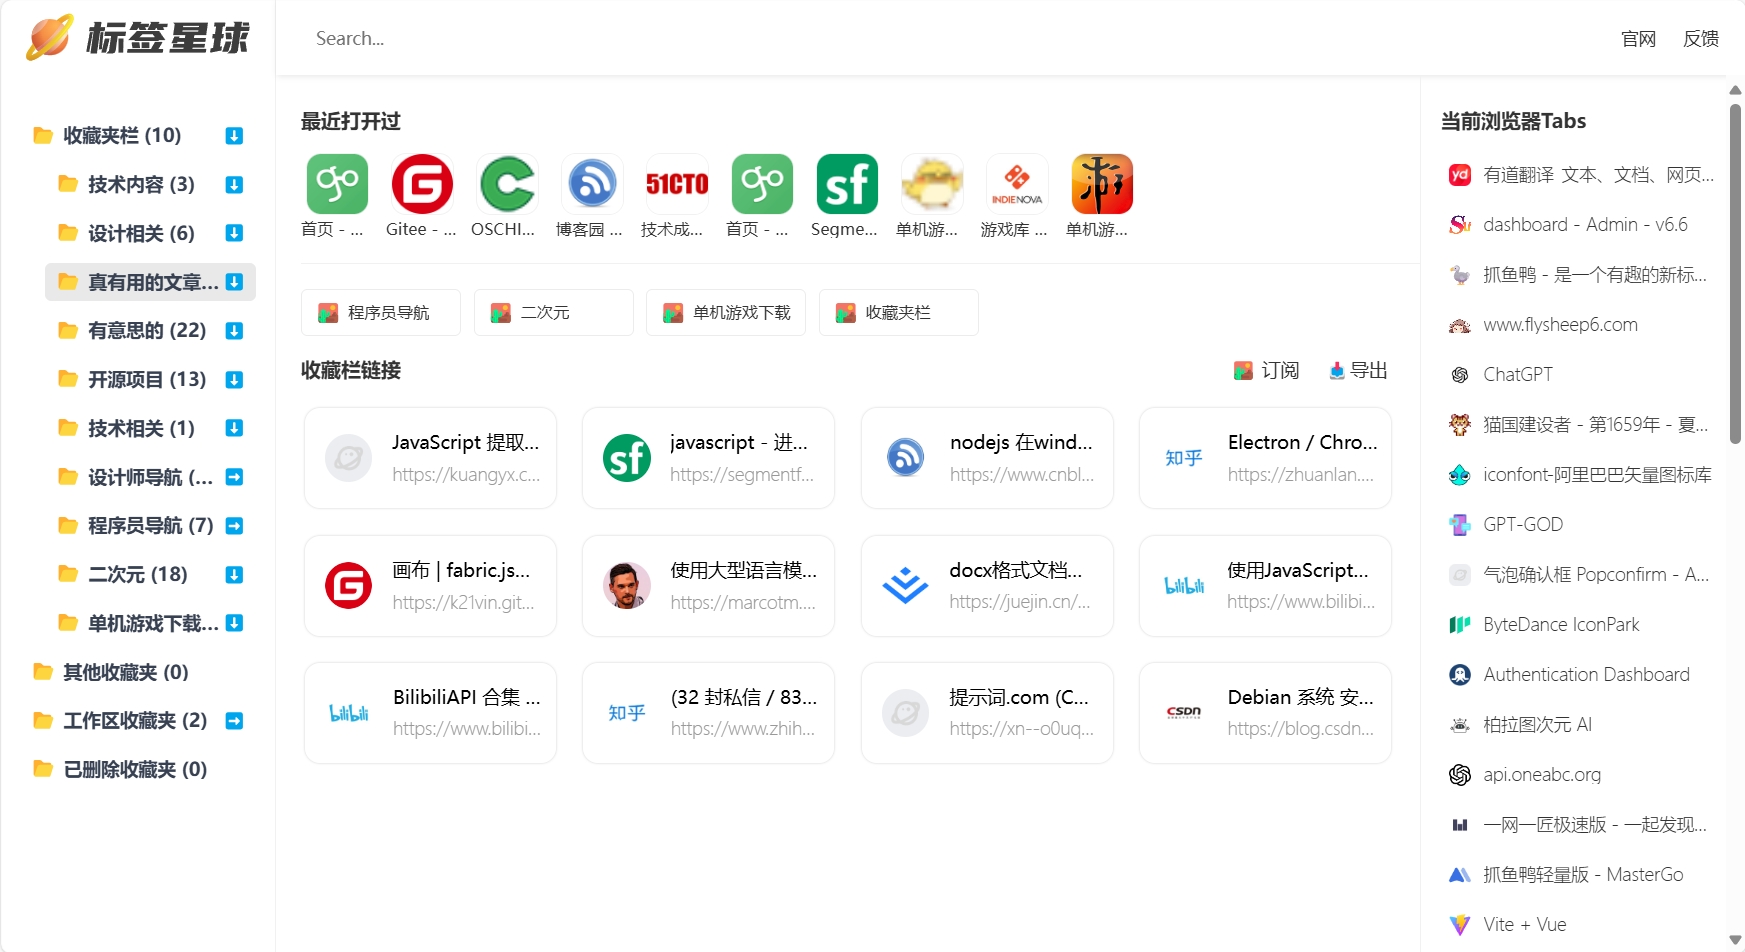 标签星球
Search...
官网
反馈
收藏夹栏 (10)
技术内容 (3)
设计相关 (6)
真有用的文章...
有意思的 (22)
开源项目 (13)
技术相关 (1)
设计师导航 (...
程序员导航 (7)
二次元 (18)
单机游戏下载...
其他收藏夹 (0)
工作区收藏夹 (2)
已删除收藏夹 (0)
最近打开过
go
首页 - ...
G
Gitee - ...
C
OSCHI...
博客园 ...
51CTO
技术成...
go
首页 - ...
sf
Segme...
单机游...
INDIENOVA
游戏库 ...
游
单机游...
程序员导航
二次元
单机游戏下载
收藏夹栏
收藏栏链接
订阅
导出
JavaScript 提取...
https://kuangyx.c...
sf
javascript - 进...
https://segmentf...
nodejs 在wind...
https://www.cnbl...
知乎
Electron / Chro...
https://zhuanlan....
G
画布 | fabric.js...
https://k21vin.git...
使用大型语言模...
https://marcotm....
docx格式文档...
https://juejin.cn/...
bilibili
使用JavaScript...
https://www.bilibi...
bilibili
BilibiliAPI 合集 ...
https://www.bilibi...
知乎
(32 封私信 / 83...
https://www.zhih...
提示词.com (C...
https://xn--o0uq...
CSDN
Debian 系统 安...
https://blog.csdn...
当前浏览器Tabs
yd
有道翻译_文本、文档、网页...
dashboard - Admin - v6.6
抓鱼鸭 - 是一个有趣的新标...
www.flysheep6.com
ChatGPT
猫国建设者 - 第1659年 - 夏...
iconfont-阿里巴巴矢量图标库
GPT-GOD
气泡确认框 Popconfirm - A...
ByteDance IconPark
Authentication Dashboard
柏拉图次元 AI
api.oneabc.org
一网一匠极速版 - 一起发现...
抓鱼鸭轻量版 - MasterGo
Vite + Vue